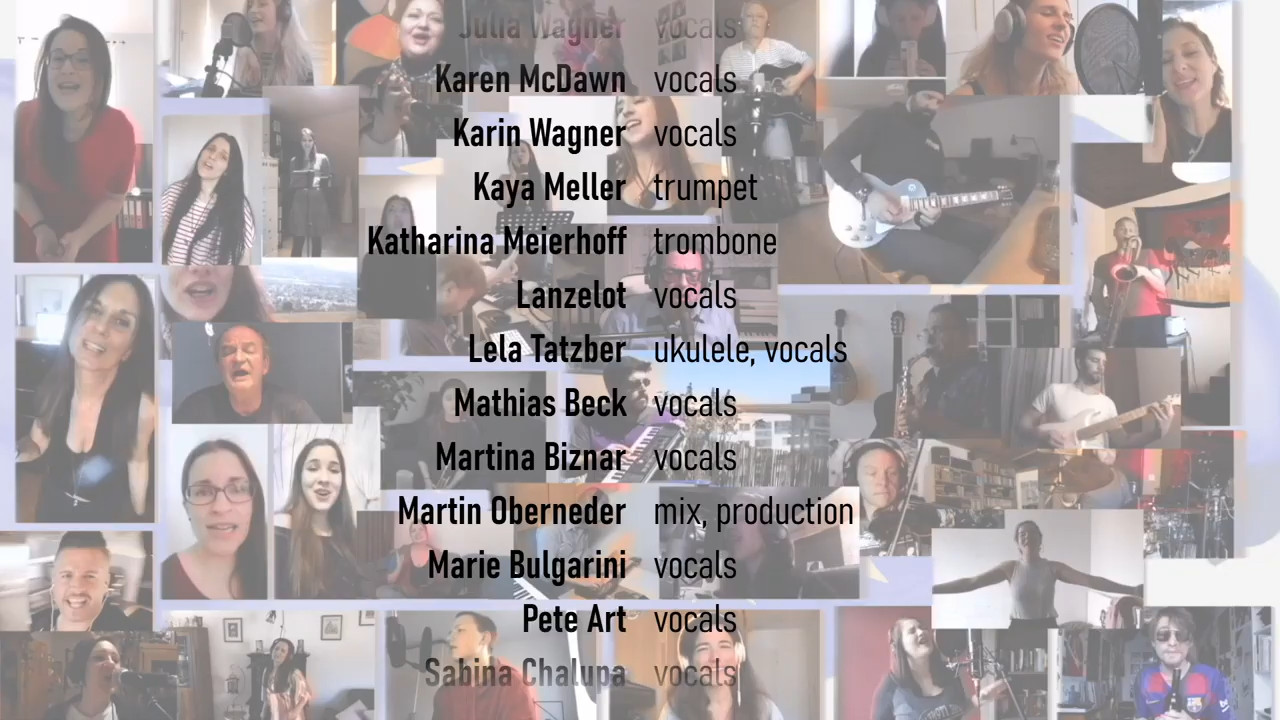 Julia Wagner vocals
Karen McDawn vocals
Karin Wagner vocals
Kaya Meller trumpet
Katharina Meierhoff trombone
Lanzelot vocals
Lela Tatzber ukulele, vocals
Mathias Beck vocals
Martina Biznar vocals
Martin Oberneder mix, production
Marie Bulgarini vocals
Pete Art vocals
Sabina Chalupa vocals